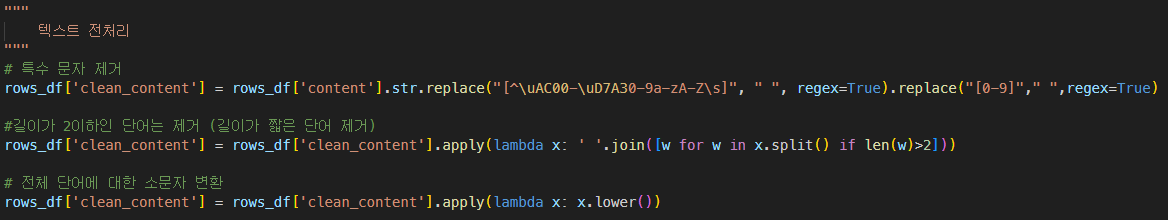 """
텍스트 전처리
"""
# 특수 문자 제거
rows_df['clean_content'] = rows_df['content'].str.replace("[^\uAC00-\uD7A30-9a-zA-Z\s]", " ", regex=True).replace("[0-9]"," ",regex=True)
#길이가 2이하인 단어는 제거 (길이가 짧은 단어 제거)
rows_df['clean_content'] = rows_df['clean_content'].apply(lambda x: ' '.join([w for w in x.split() if len(w)>2]))
# 전체 단어에 대한 소문자 변환
rows_df['clean_content'] = rows_df['clean_content'].apply(lambda x: x.lower())